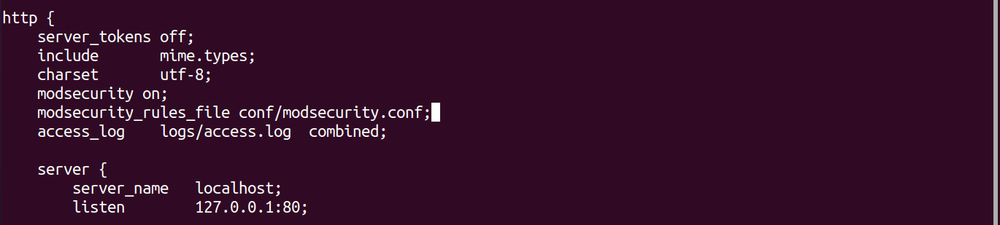 http {
    server_tokens off;
    include       mime.types;
    charset       utf-8;
    modsecurity on;
    modsecurity_rules_file conf/modsecurity.conf;
    access_log    logs/access.log  combined;

    server {
        server_name   localhost;
        listen        127.0.0.1:80;